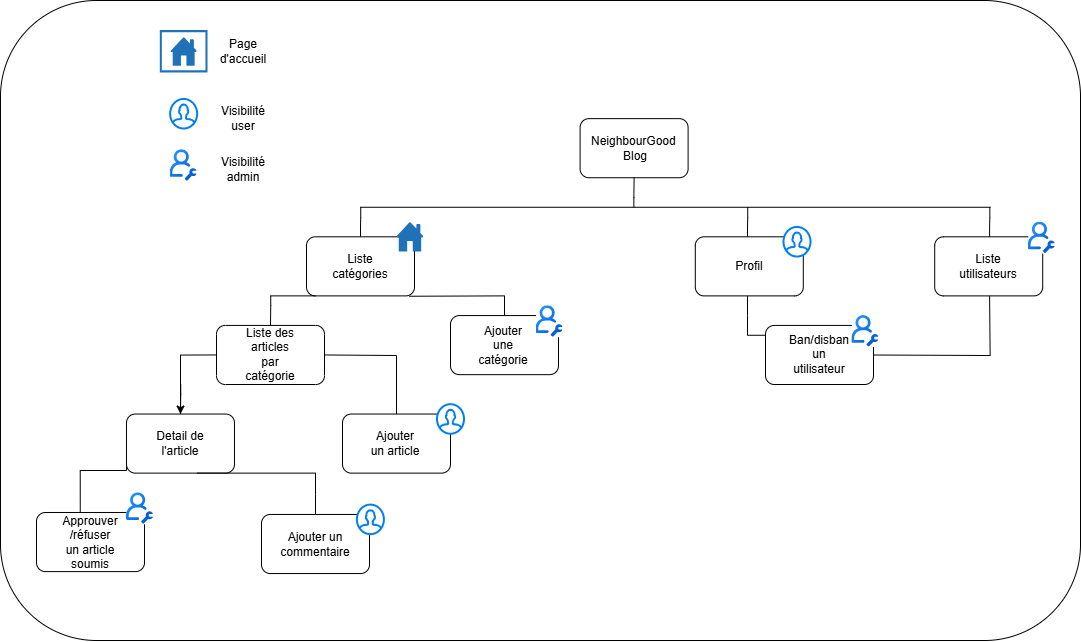 Page
d'accueil
Visibilité
user
Visibilité
admin
NeighbourGood
Blog
Liste
catégories
Profil
Liste
utilisateurs
Liste des
articles
par
catégorie
Ajouter
une
catégorie
Ban/disban
un
utilisateur
Detail de
l'article
Ajouter
un article
Approuver
/réfuser
un article
soumis
Ajouter un
commentaire